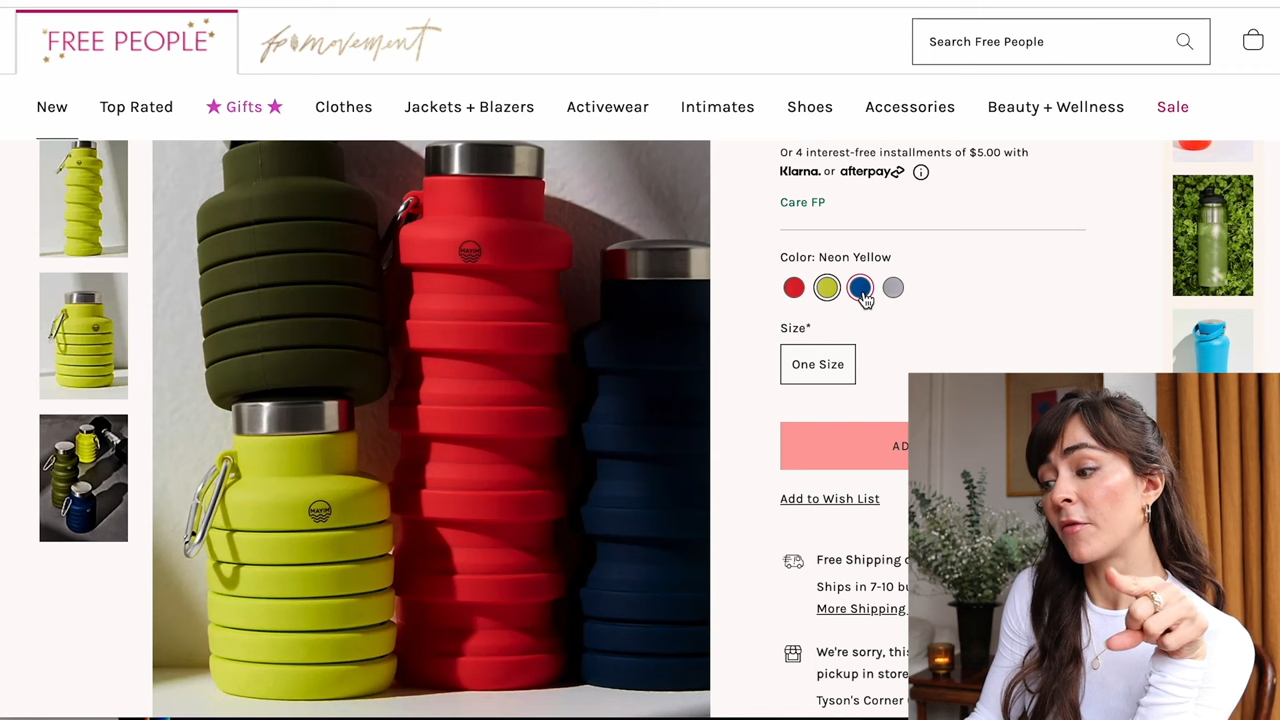 FREE PEOPLE
fp movement
Search Free People
New
Top Rated
★ Gifts ★
Clothes
Jackets + Blazers
Activewear
Intimates
Shoes
Accessories
Beauty + Wellness
Sale
MAYIM
MAYIM
Or 4 interest-free installments of $5.00 with
Klarna. or afterpay
Care FP
Color: Neon Yellow
Size*
One Size
AD
Add to Wish List
Free Shipping
Ships in 7-10 bu
More Shipping
We're sorry, this
pickup in store
Tyson's Corner